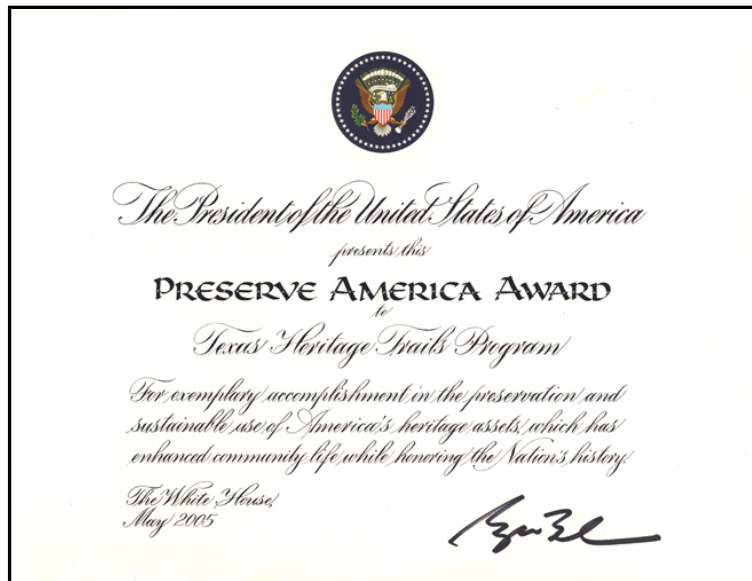 The President of the United States of America
presents this
PRESERVE AMERICA AWARD
to
Texas Heritage Trails Program
For exemplary accomplishment in the preservation and
sustainable use of America's heritage assets, which has
enhanced community life while honoring the Nation's history.
The White House,
May 2005